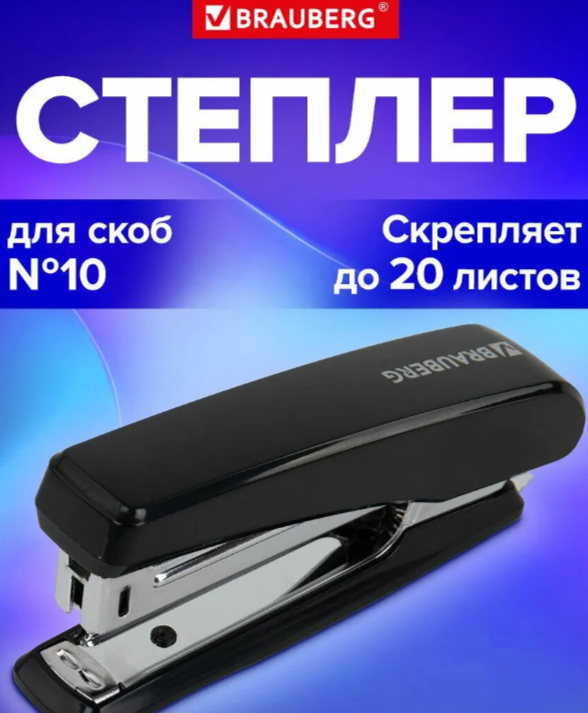 BRAUBERG®
СТЕПЛЕР
для скоб
№10
Скрепляет
до 20 листов
BRAUBERG